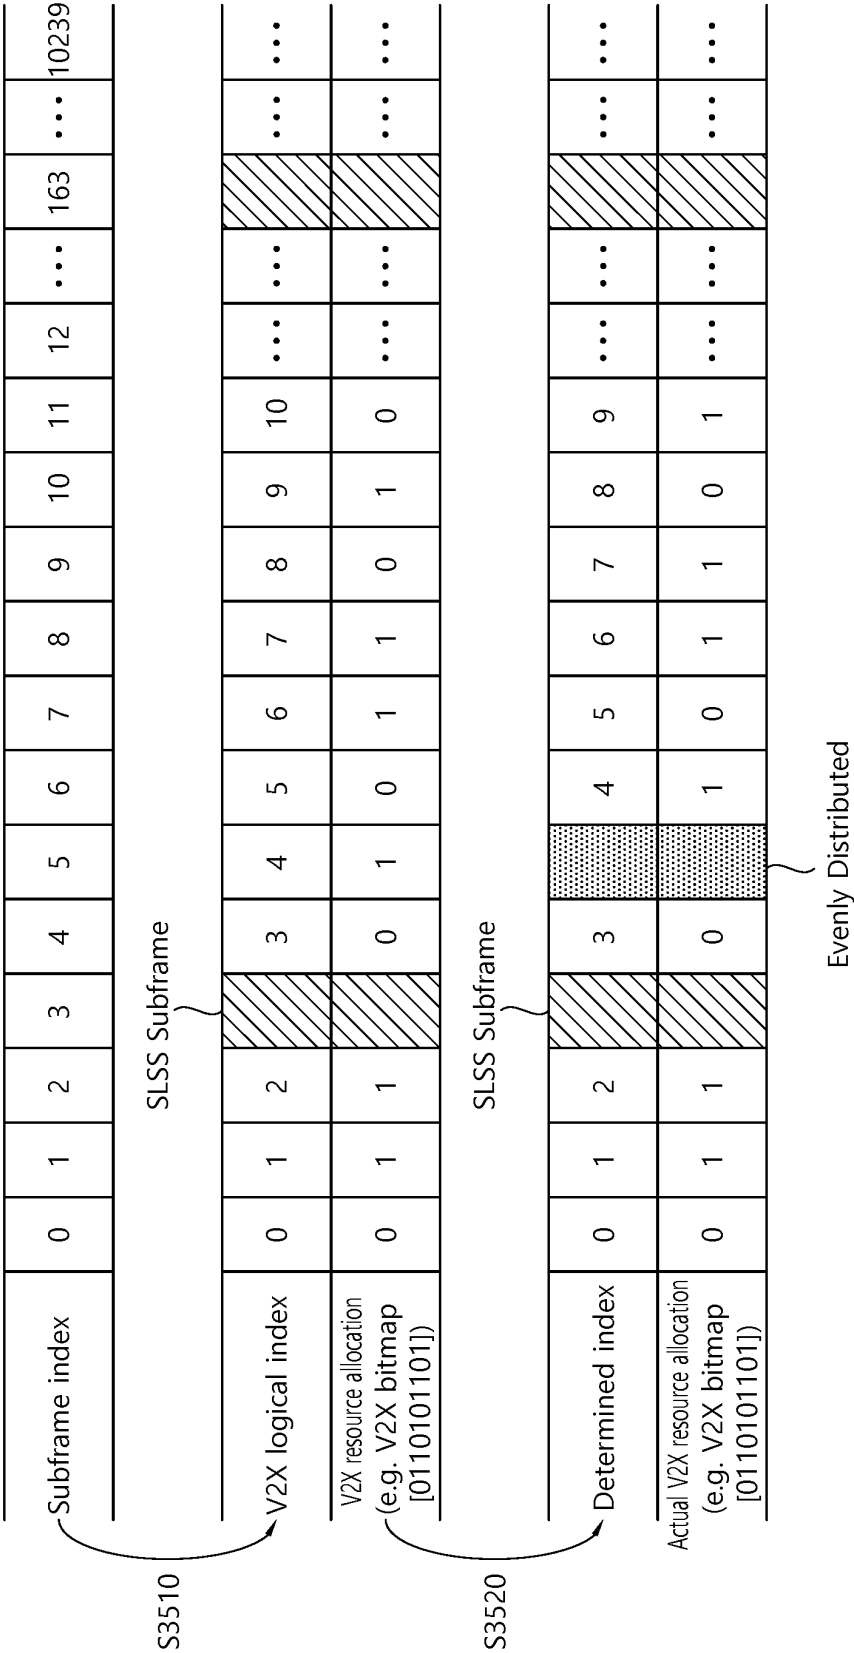 Subframe index 0 1 2 3 4 5 6 7 8 9 10 11 12 ••• 163 ••• 10239
S3510
SLSS Subframe
V2X logical index 0 1 2 3 4 5 6 7 8 9 10 ••• ••• ••• •••
V2X resource allocation
(e.g. V2X bitmap
[01101011​01]) 0 1 1 0 1 0 1 1 0 1 0 ••• ••• ••• •••
S3520
SLSS Subframe
Determined index 0 1 2 3 4 5 6 7 8 9 ••• ••• ••• •••
Actual V2X resource allocation
(e.g. V2X bitmap
[0110101101]) 0 1 1 0 1 0 1 1 0 1 ••• ••• ••• •••
Evenly Distributed